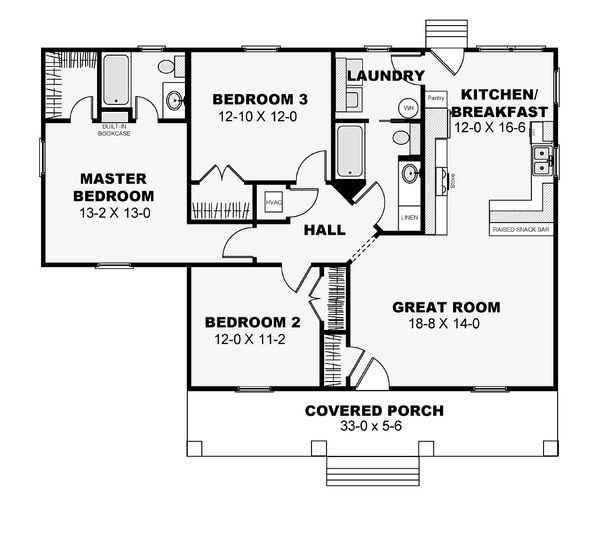 LAUNDRY
KITCHEN/
BREAKFAST
12-0 X 16-6
Pantry
WH
BEDROOM 3
12-10 X 12-0
BUILT-IN
BOOKCASE
MASTER
BEDROOM
13-2 X 13-0
Stove
HVAC
LINEN
HALL
RAISED SNACK BAR
GREAT ROOM
18-8 X 14-0
BEDROOM 2
12-0 X 11-2
COVERED PORCH
33-0 x 5-6